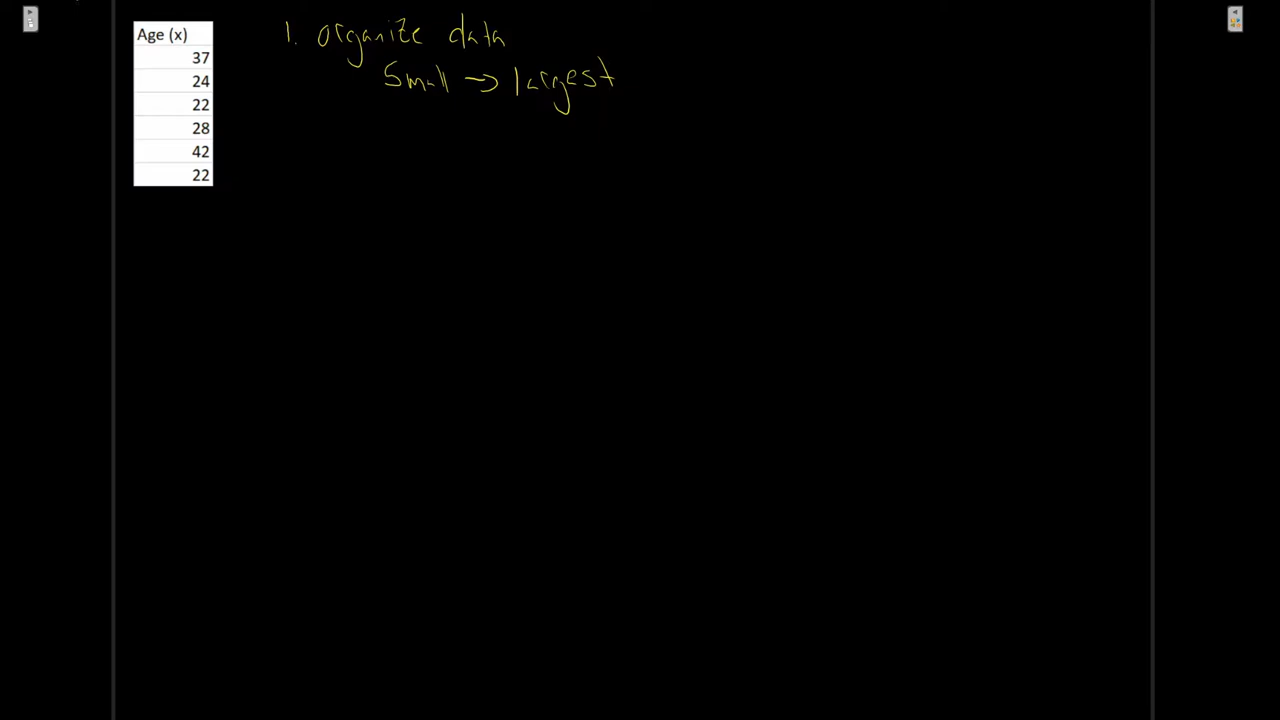 Age (x)
37
24
22
28
42
22
1. organize data
Small -> largest